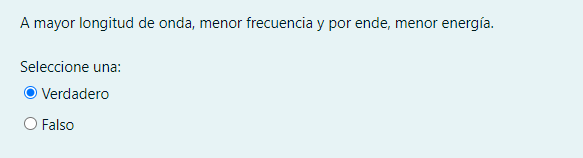 A mayor longitud de onda, menor frecuencia y por ende, menor energía.
Seleccione una:
Verdadero
Falso